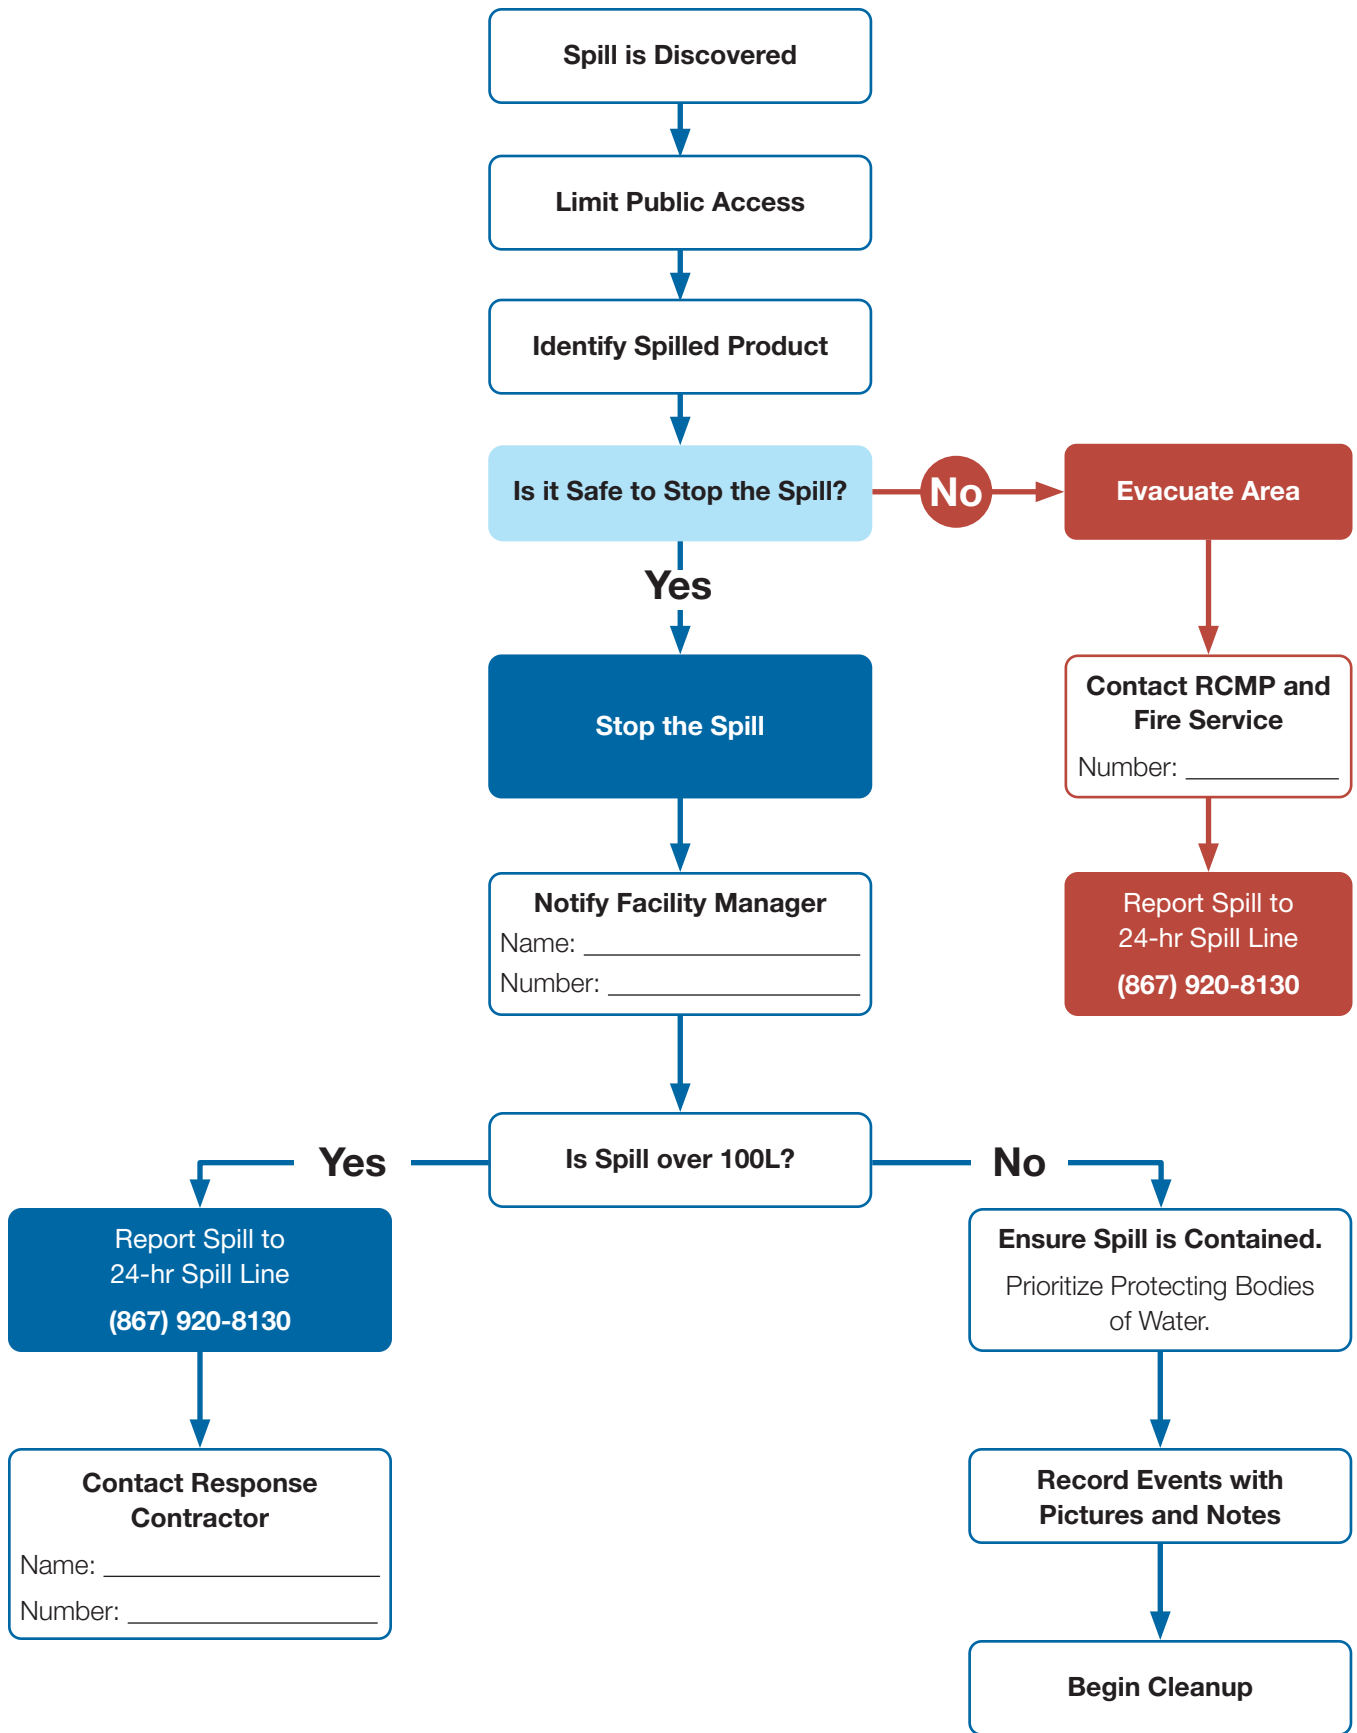 Spill is Discovered
Limit Public Access
Identify Spilled Product
Is it Safe to Stop the Spill?
No
Evacuate Area
Yes
Stop the Spill
Contact RCMP and
Fire Service
Number: ___________
Notify Facility Manager
Name: ____________________
Number: __________________
Report Spill to
24-hr Spill Line
(867) 920-8130
Is Spill over 100L?
Yes
No
Report Spill to
24-hr Spill Line
(867) 920-8130
Contact Response
Contractor
Name: ____________________
Number: __________________
Ensure Spill is Contained.
Prioritize Protecting Bodies
of Water.
Record Events with
Pictures and Notes
Begin Cleanup